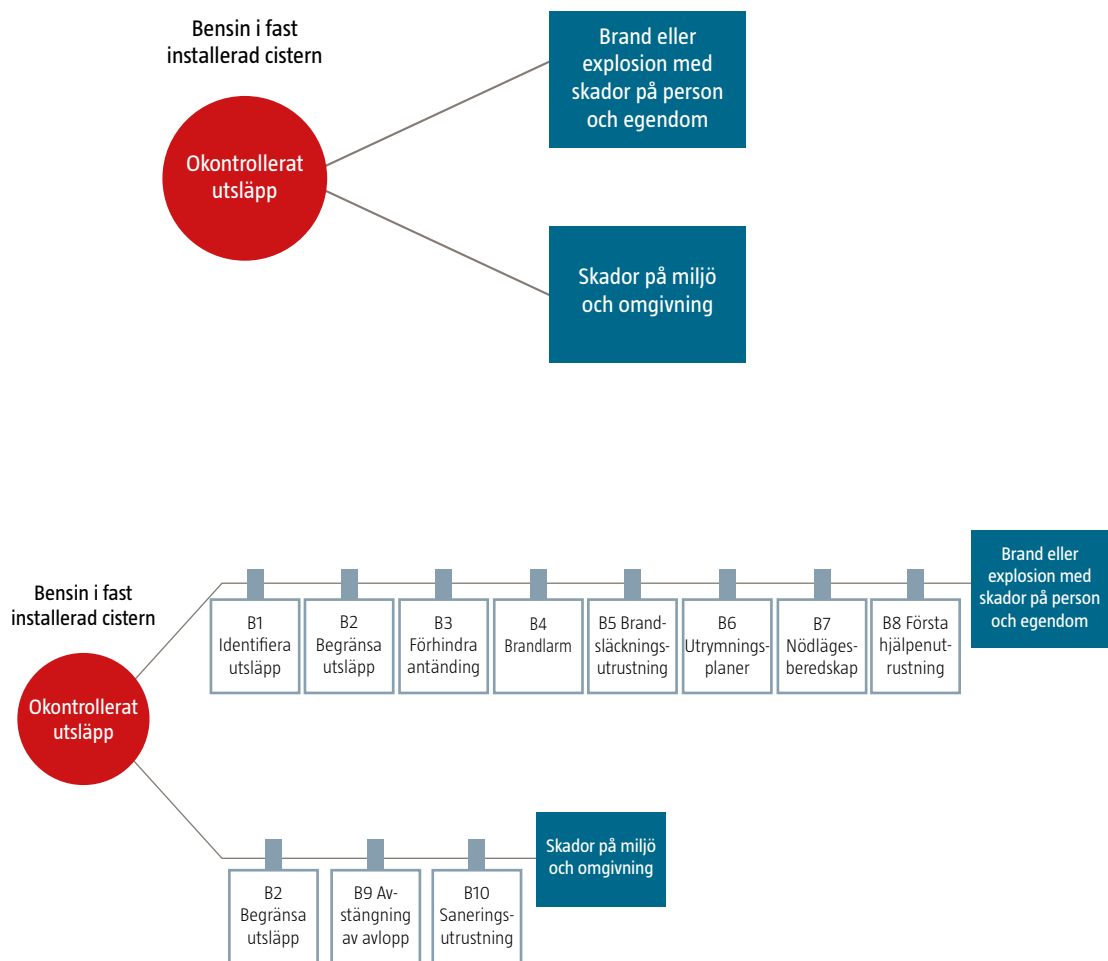 Bensin i fast
installerad cistern
Okontrollerat
utsläpp
Brand eller
explosion med
skador på person
och egendom
Skador på miljö
och omgivning
Bensin i fast
installerad cistern
Okontrollerat
utsläpp
B1
Identifiera
utsläpp
B2
Begränsa
utsläpp
B3
Förhindra
antänding
B4
Brandlarm
B5 Brand-
släcknings-
utrustning
B6
Utrymnings-
planer
B7
Nödläges-
beredskap
B8 Första
hjälpenut-
rustning
Brand eller
explosion med
skador på person
och egendom
B2
Begränsa
utsläpp
B9 Av-
stängning
av avlopp
B10
Sanerings-
utrustning
Skador på miljö
och omgivning